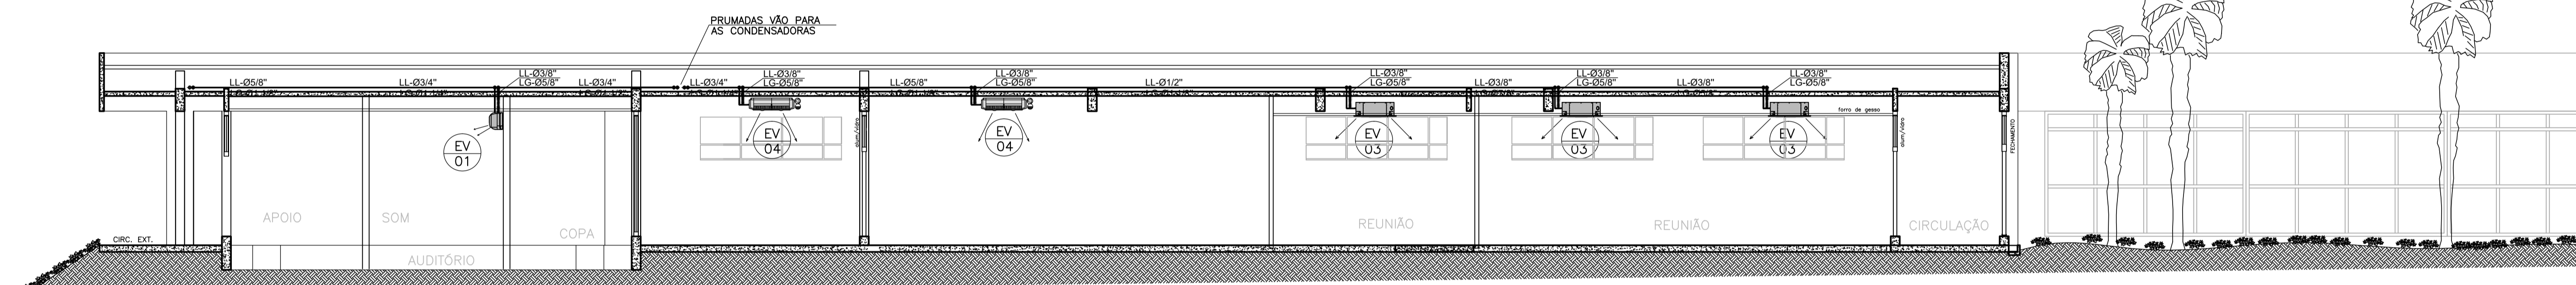 PRUMADAS VÃO PARA
AS CONDENSADORAS
LL-Ø5/8"
LL-Ø3/4"
LL-Ø3/8"
LG-Ø5/8"
LL-Ø3/4"
LL-Ø3/4"
LL-Ø3/8"
LG-Ø5/8"
LL-Ø5/8"
LL-Ø3/8"
LG-Ø5/8"
LL-Ø1/2"
LL-Ø3/8"
LG-Ø5/8"
LL-Ø3/8"
LL-Ø3/8"
LG-Ø5/8"
LL-Ø3/8"
LL-Ø3/8"
LG-Ø5/8"
forro de gesso
EV
01
EV
04
alum/vidro
EV
04
EV
03
EV
03
EV
03
alum/vidro
FECHAMENTO
APOIO
SOM
COPA
REUNIÃO
REUNIÃO
CIRCULAÇÃO
CIRC. EXT.
AUDITÓRIO